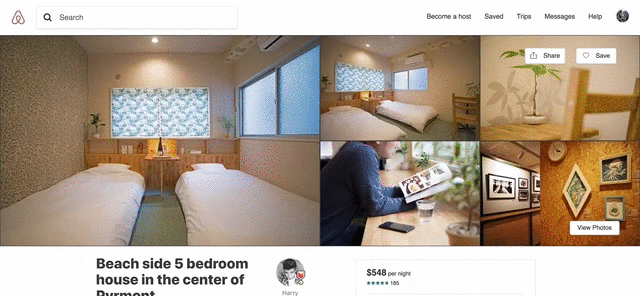 Search
Become a host Saved Trips Messages Help
Share Save
View Photos
Beach side 5 bedroom
house in the center of
Pyrmont
Harry
$548 per night
185